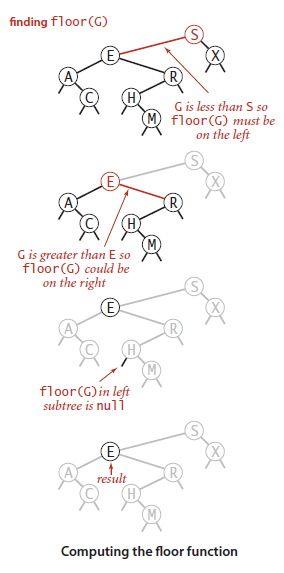 finding floor(G)
S
E
X
A
R
C
H
M
G is less than S so
floor(G) must be
on the left
S
E
X
A
R
C
H
M
G is greater than E so
floor(G) could be
on the right
S
E
X
A
R
C
H
M
floor(G)in left
subtree is null
S
E
X
A
R
result
C
H
M
Computing the floor function